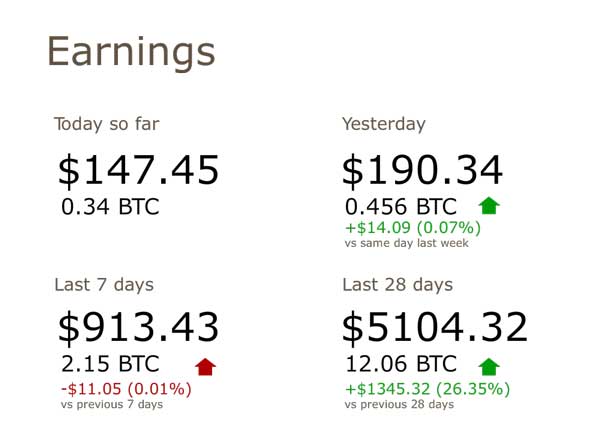 Earnings
Today so far
$147.45
0.34 BTC
Yesterday
$190.34
0.456 BTC
+$14.09 (0.07%)
vs same day last week
Last 7 days
$913.43
2.15 BTC
-$11.05 (0.01%)
vs previous 7 days
Last 28 days
$5104.32
12.06 BTC
+$1345.32 (26.35%)
vs previous 28 days